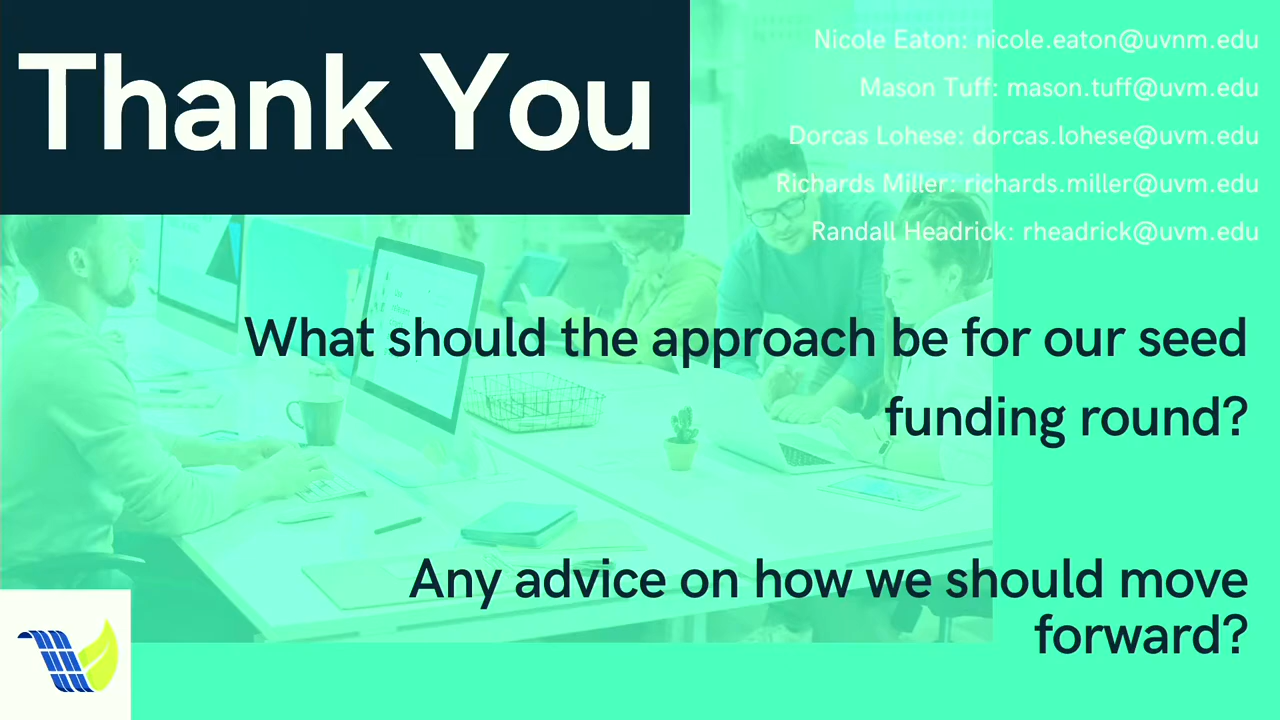 Thank You
Nicole Eaton: nicole.eaton@uvnm.edu
Mason Tuff: mason.tuff@uvm.edu
Dorcas Lohese: dorcas.lohese@uvm.edu
Richards Miller: richards.miller@uvm.edu
Randall Headrick: rheadrick@uvm.edu
What should the approach be for our seed
funding round?
Any advice on how we should move
forward?